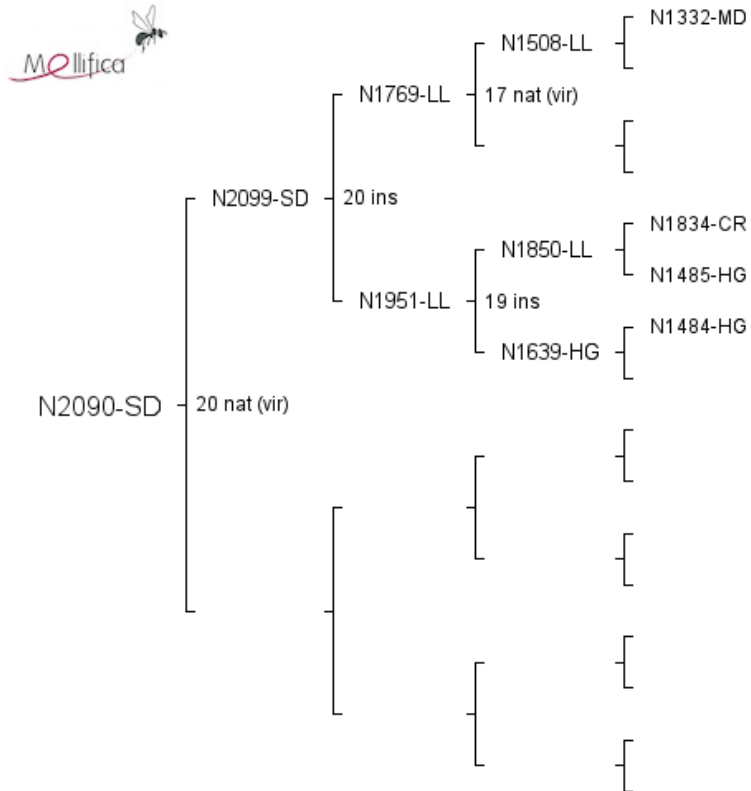 Mellifica
N1332-MD
N1508-LL
N1769-LL
17 nat (vir)
N2099-SD
20 ins
N1834-CR
N1850-LL
N1485-HG
N1951-LL
19 ins
N1484-HG
N1639-HG
N2090-SD
20 nat (vir)